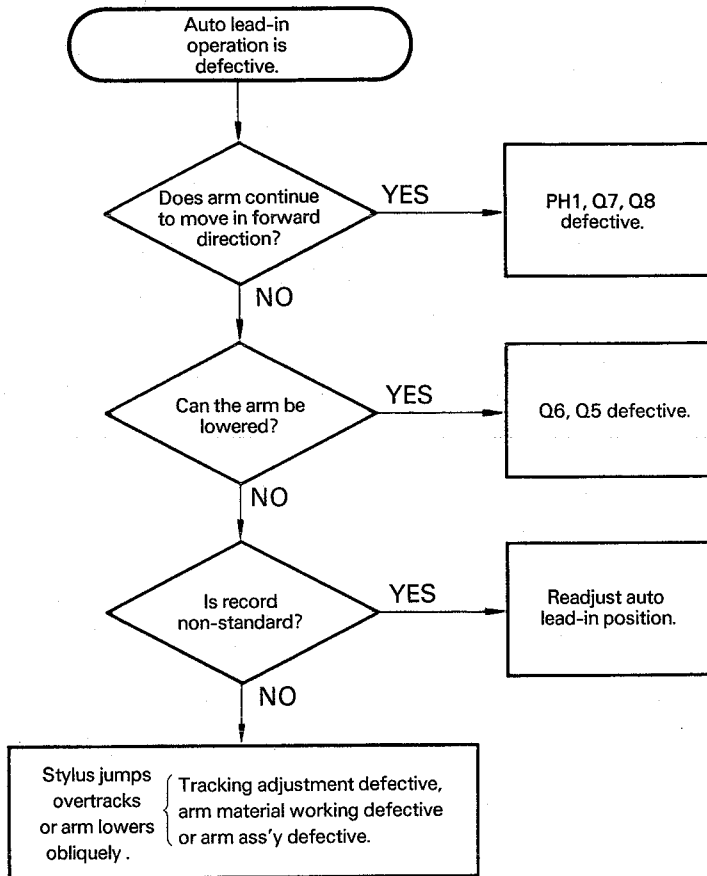 Auto lead-in
operation is
defective.
Does arm continue
to move in forward
direction?
YES
PH1, Q7, Q8
defective.
NO
Can the arm be
lowered?
YES
Q6, Q5 defective.
NO
Is record
non-standard?
YES
Readjust auto
lead-in position.
NO
Stylus jumps
overtracks
or arm lowers
obliquely .
Tracking adjustment defective,
arm material working defective
or arm ass'y defective.